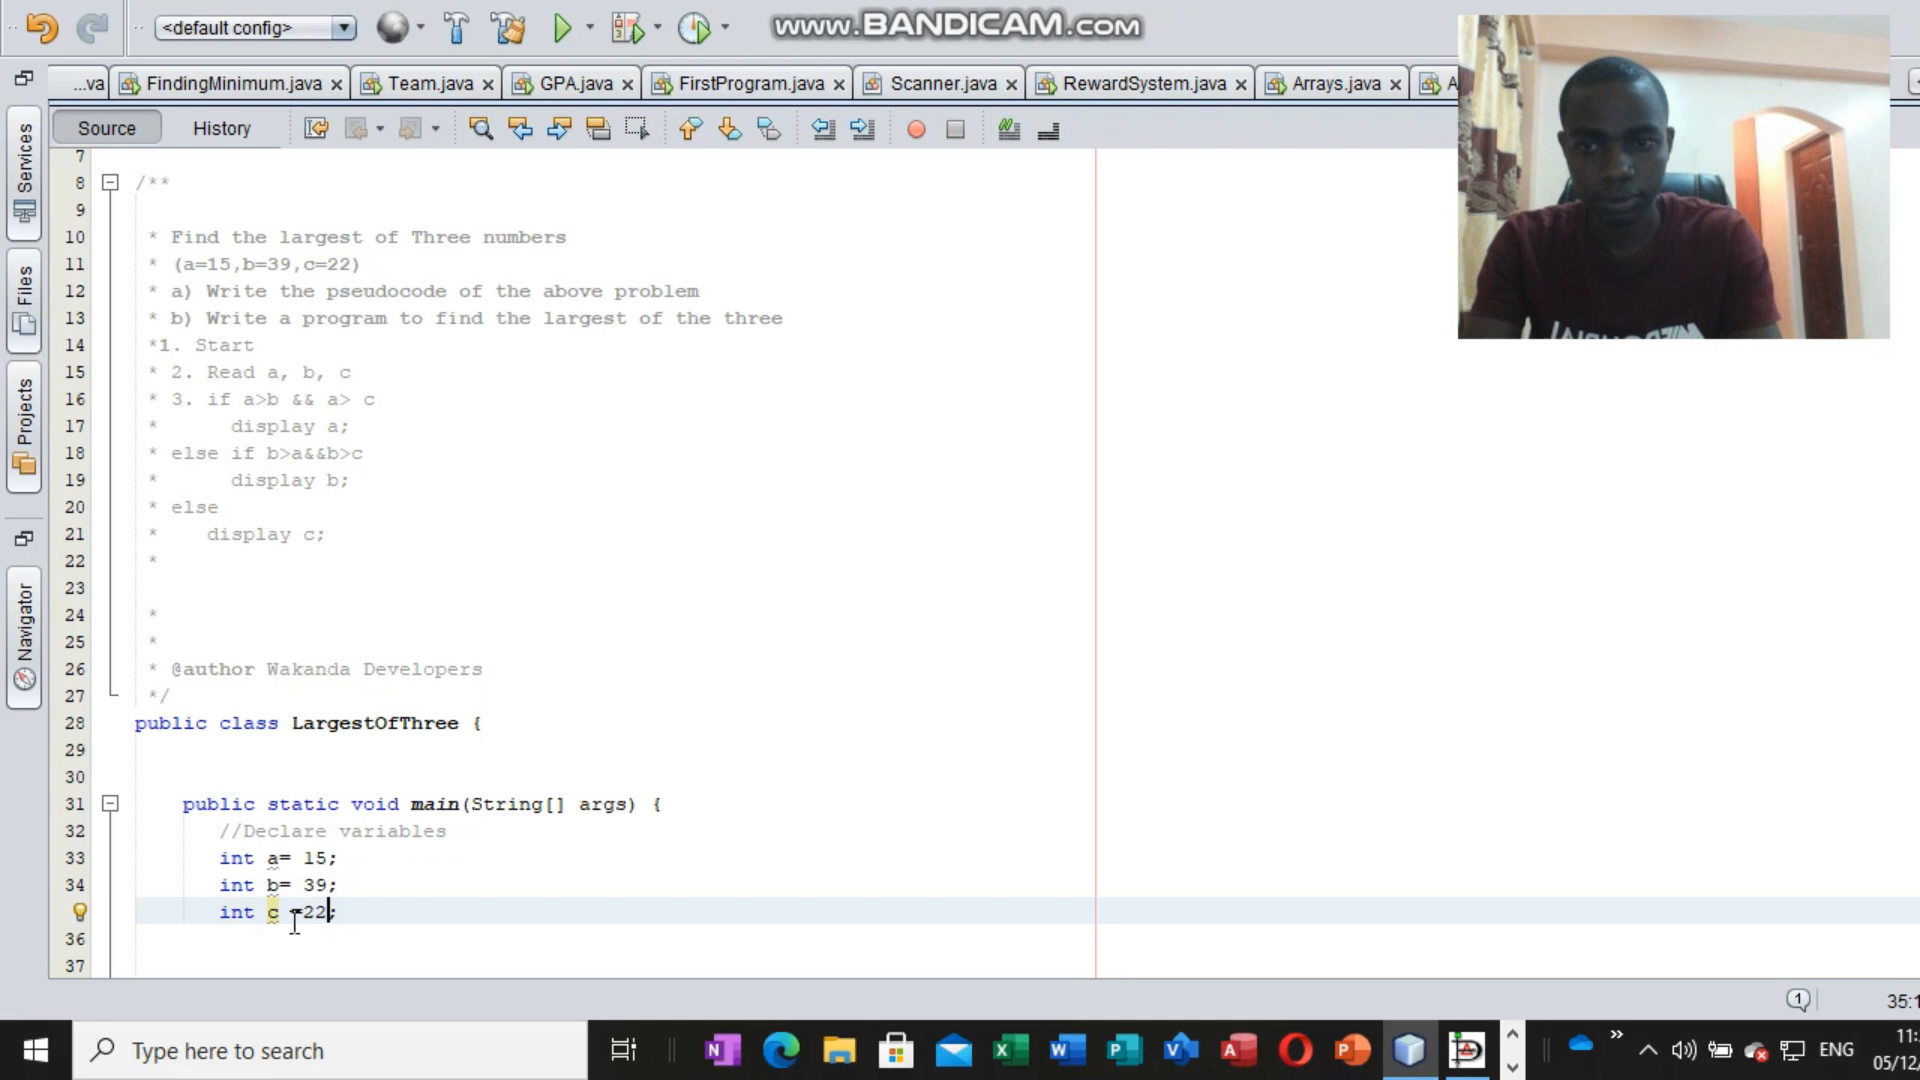 <default config>
www.BANDICAM.com
...va
FindingMinimum.java
Team.java
GPA.java
FirstProgram.java
Scanner.java
RewardSystem.java
Arrays.java
A
Source
History
Services
Files
Projects
Navigator
7
8 /**
9
10 * Find the largest of Three numbers
11 * (a=15,b=39,c=22)
12 * a) Write the pseudocode of the above problem
13 * b) Write a program to find the largest of the three
14 *1. Start
15 * 2. Read a, b, c
16 * 3. if a>b && a> c
17 * display a;
18 * else if b>a&&b>c
19 * display b;
20 * else
21 * display c;
22 *
23
24 *
25 *
26 * @author Wakanda Developers
27 */
28 public class LargestOfThree {
29
30
31 public static void main(String[] args) {
32 //Declare variables
33 int a= 15;
34 int b= 39;
int c =22;
36
37
1
35:1
Type here to search
ENG
11:
05/12/